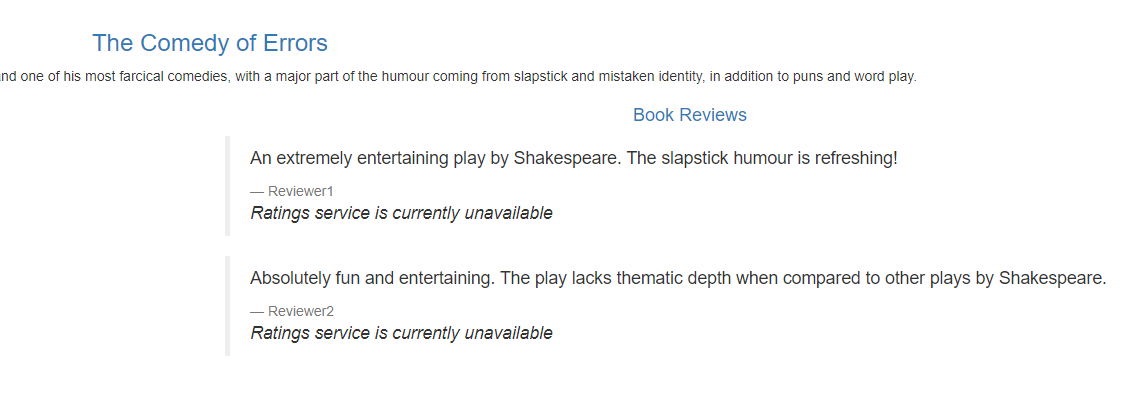 The Comedy of Errors
and one of his most farcical comedies, with a major part of the humour coming from slapstick and mistaken identity, in addition to puns and word play.
Book Reviews
An extremely entertaining play by Shakespeare. The slapstick humour is refreshing!
— Reviewer1
Ratings service is currently unavailable
Absolutely fun and entertaining. The play lacks thematic depth when compared to other plays by Shakespeare.
— Reviewer2
Ratings service is currently unavailable